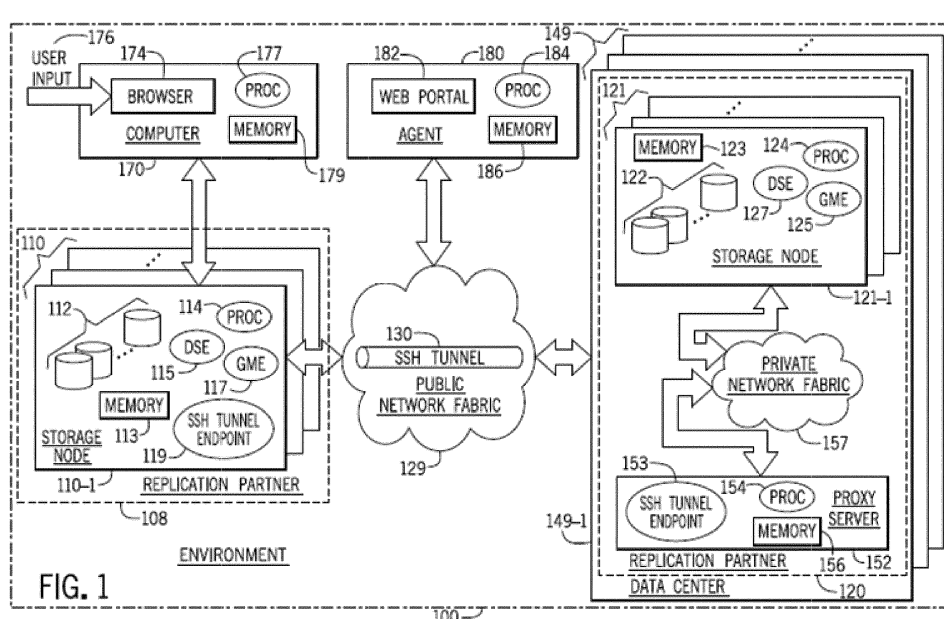 176
USER
INPUT
174
177
BROWSER
PROC
COMPUTER
MEMORY
170
179
182
180
184
WEB PORTAL
PROC
AGENT
MEMORY
186
149
121
MEMORY
123
124
PROC
122
DSE
127
GME
125
STORAGE NODE
121-1
110
112
114
PROC
DSE
115
GME
117
MEMORY
113
SSH TUNNEL
ENDPOINT
119
STORAGE
NODE
110-1
REPLICATION PARTNER
108
130
SSH TUNNEL
PUBLIC
NETWORK FABRIC
129
PRIVATE
NETWORK FABRIC
157
153
SSH TUNNEL
ENDPOINT
154
PROC
PROXY
SERVER
MEMORY
156
152
149-1
REPLICATION PARTNER
120
DATA CENTER
ENVIRONMENT
FIG. 1
100